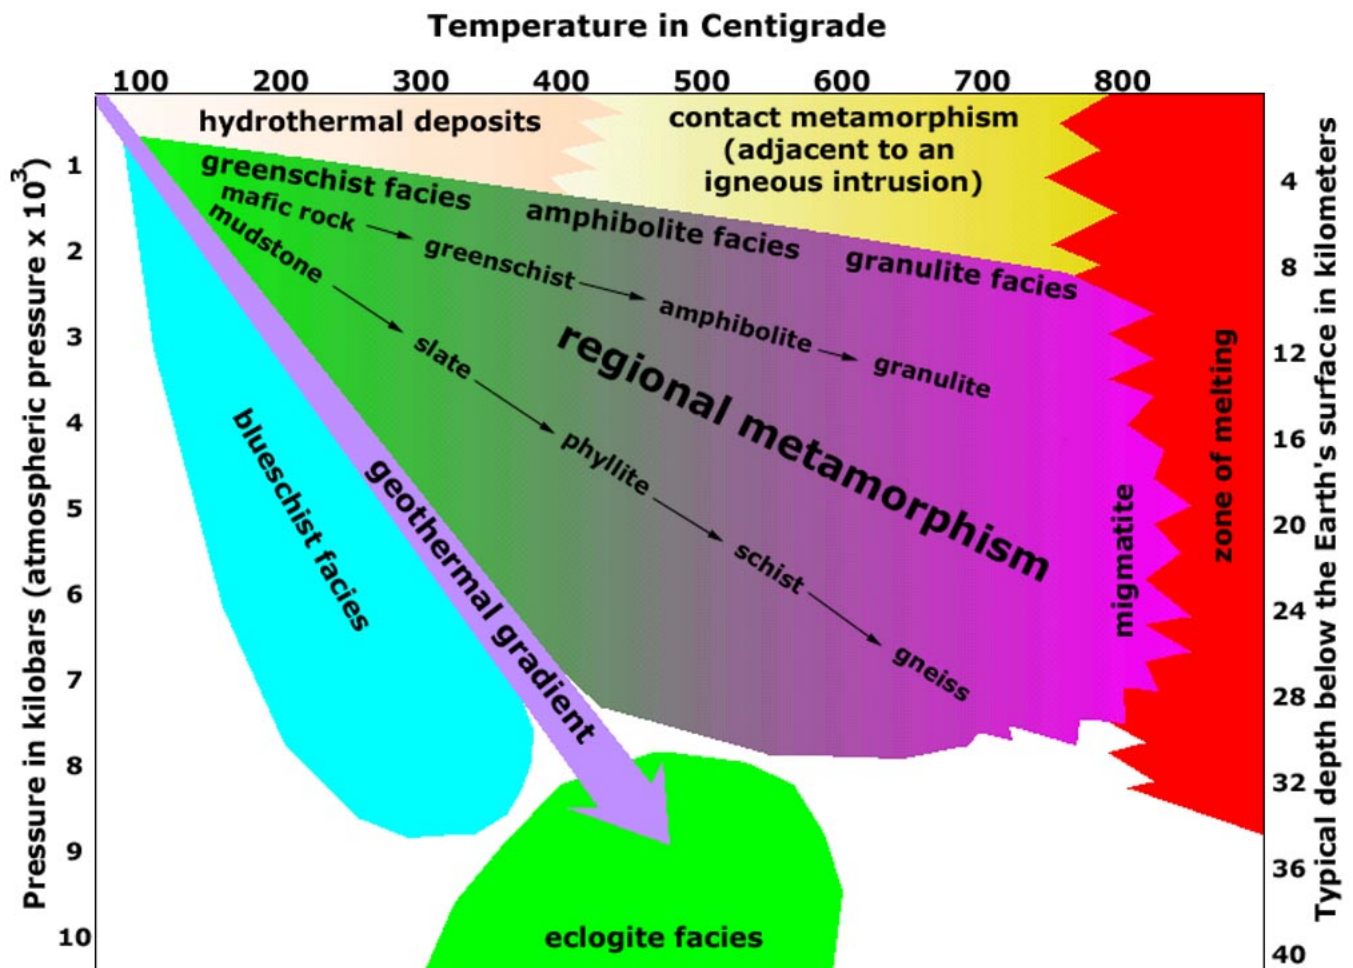 Temperature in Centigrade
100 200 300 400 500 600 700 800
hydrothermal deposits
contact metamorphism
(adjacent to an
igneous intrusion)
greenschist facies
amphibolite facies
granulite facies
mafic rock
greenschist
amphibolite
granulite
mudstone
slate
phyllite
schist
gneiss
regional metamorphism
migmatite
zone of melting
blueschist facies
geothermal gradient
eclogite facies
Pressure in kilobars (atmospheric pressure x 10³)
1
2
3
4
5
6
7
8
9
10
Typical depth below the Earth's surface in kilometers
4
8
12
16
20
24
28
32
36
40